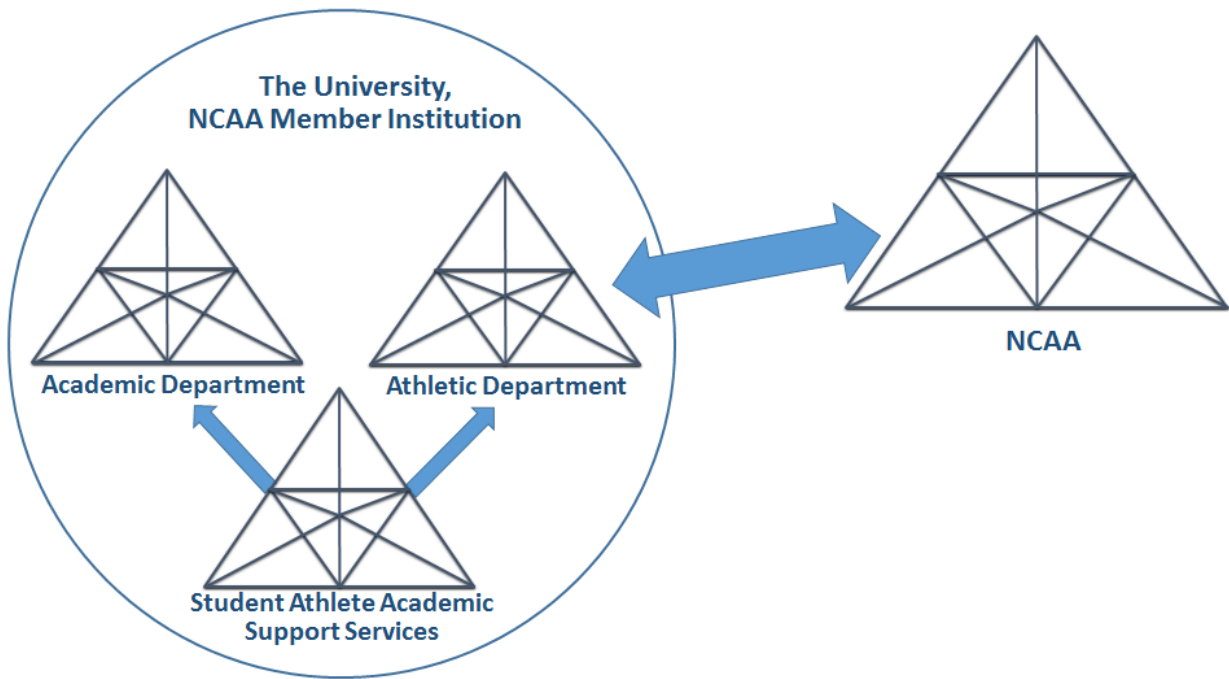 The University,
NCAA Member Institution
Academic Department
Athletic Department
Student Athlete Academic
Support Services
NCAA